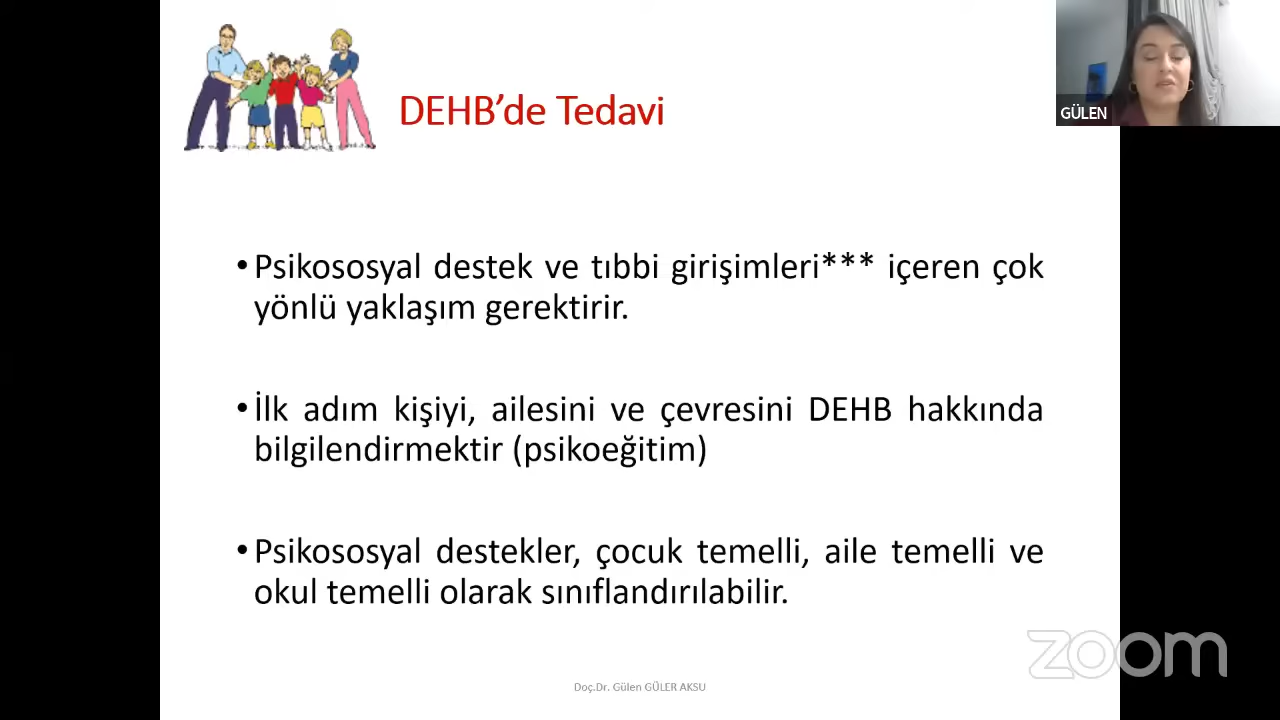 DEHB’de Tedavi
GÜLEN
•Psikososyal destek ve tıbbi girişimleri*** içeren çok
yönlü yaklaşım gerektirir.
•İlk adım kişiyi, ailesini ve çevresini DEHB hakkında
bilgilendirmektir (psikoeğitim)
•Psikososyal destekler, çocuk temelli, aile temelli ve
okul temelli olarak sınıflandırılabilir.
zoom
Doç.Dr. Gülen GÜLER AKSU